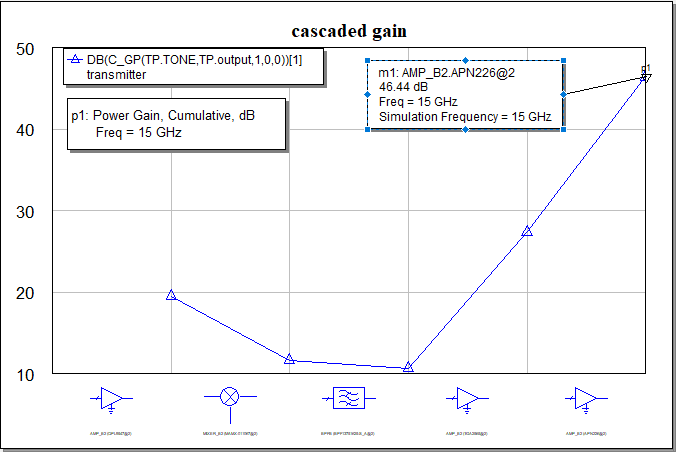 cascaded gain
50
40
30
20
10
DB(C_GP(TP.TONE,TP.output,1,0,0))[1]
transmitter
p1: Power Gain, Cumulative, dB
Freq = 15 GHz
m1: AMP_B2.APN226@2
46.44 dB
Freq = 15 GHz
Simulation Frequency = 15 GHz